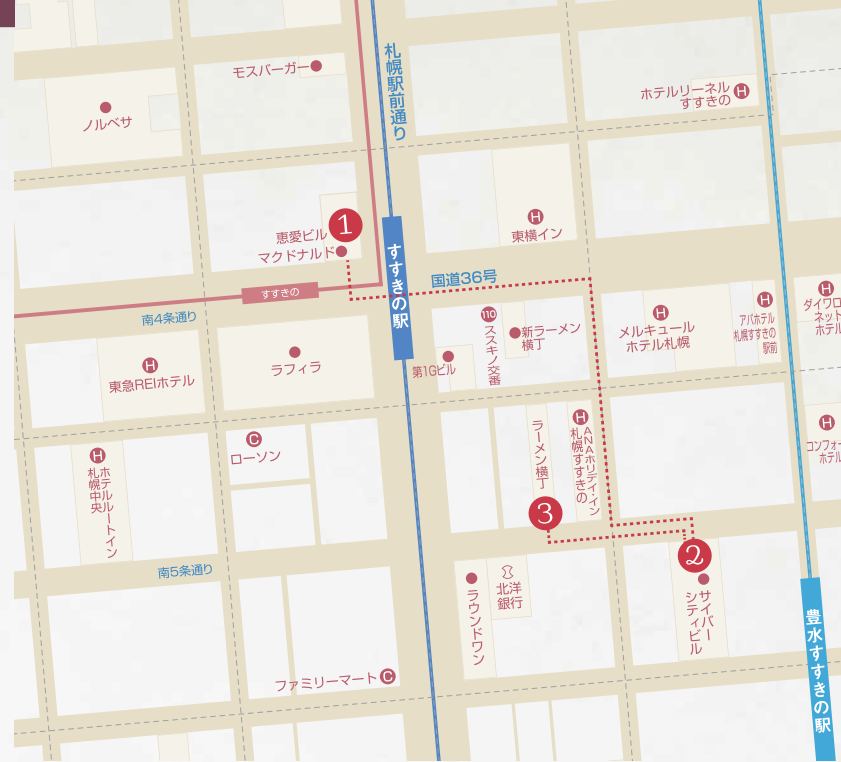 モスバーガー
札幌駅前通り
ホテルリーネル
すすきの
ノルベサ
1
恵愛ビル
マクドナルド
東横イン
すすきの駅
国道36号
すすきの
南4条通り
110
ススキノ交番
新ラーメン
横丁
第1Gビル
メルキュール
ホテル札幌
アパホテル
札幌すすきの
駅前
ダイワロ
ネット
ホテル
東急REIホテル
ラフィラ
ローソン
ホテルルートイン
札幌中央
ラーメン横丁
ANAホリデイ・イン
札幌すすきの
コンフォー
ホテル
3
2
南5条通り
ラウンドワン
北洋
銀行
サイバー
シティビル
ファミリーマート
豊水すすきの駅
H
H
H
H
H
H
H
H
H
C
C